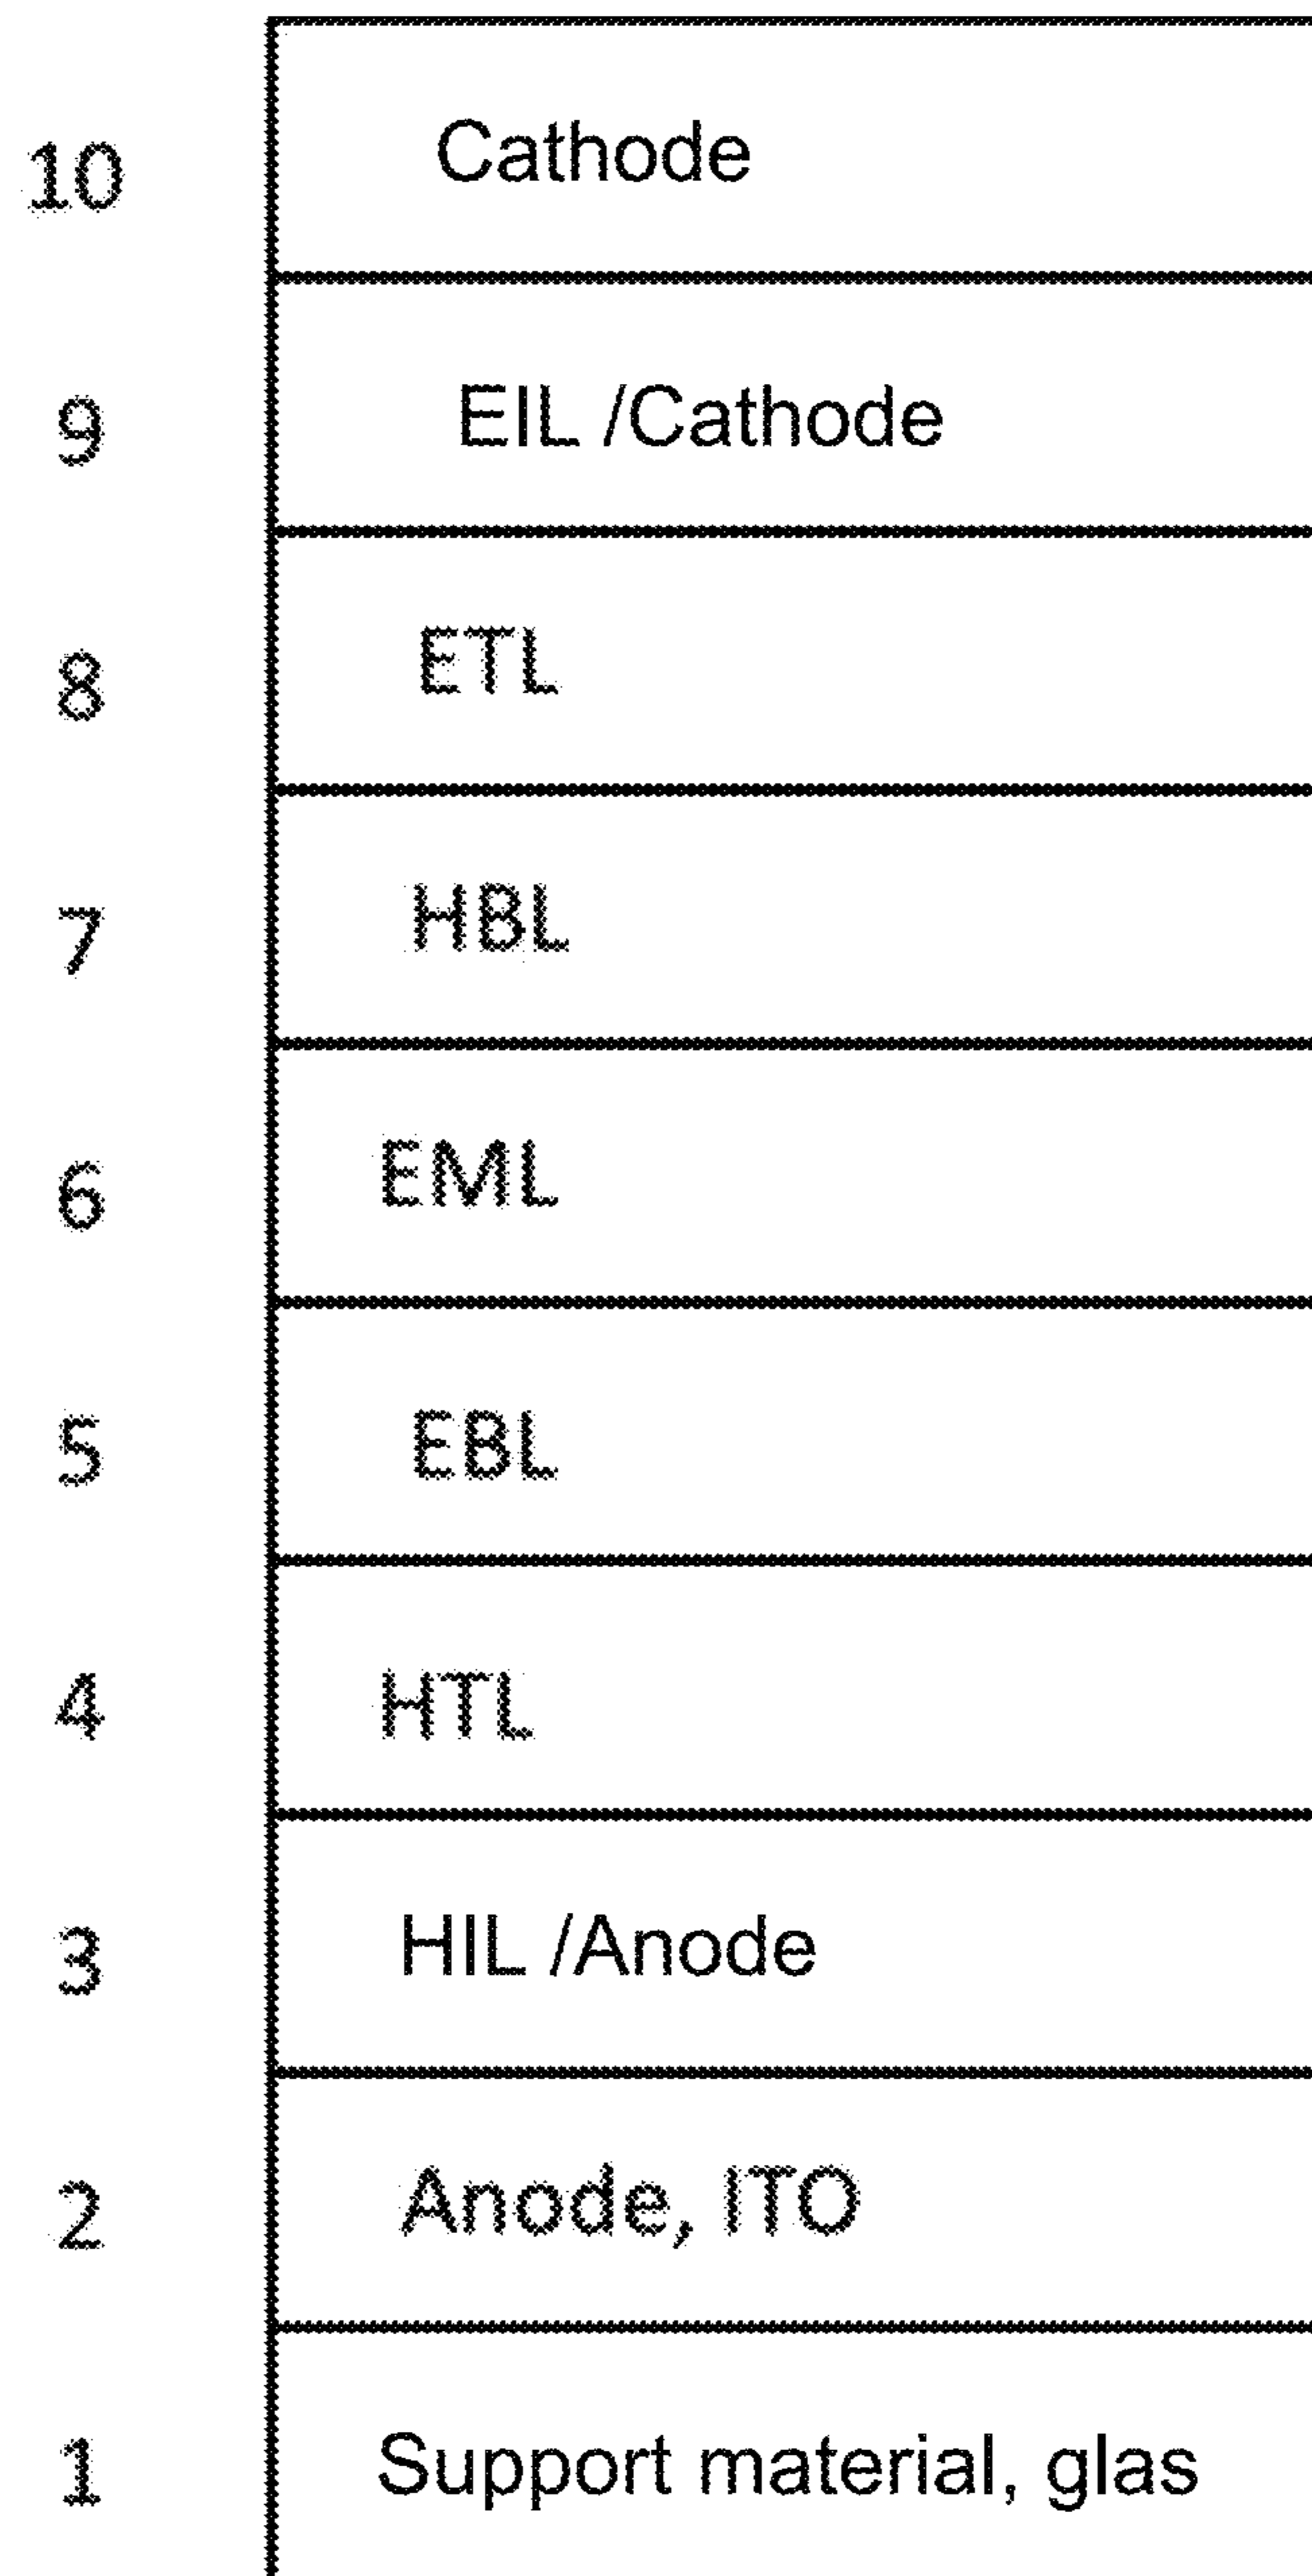 10 Cathode
9 EIL /Cathode
8 ETL
7 HBL
6 EML
5 EBL
4 HTL
3 HIL /Anode
2 Anode, ITO
1 Support material, glas